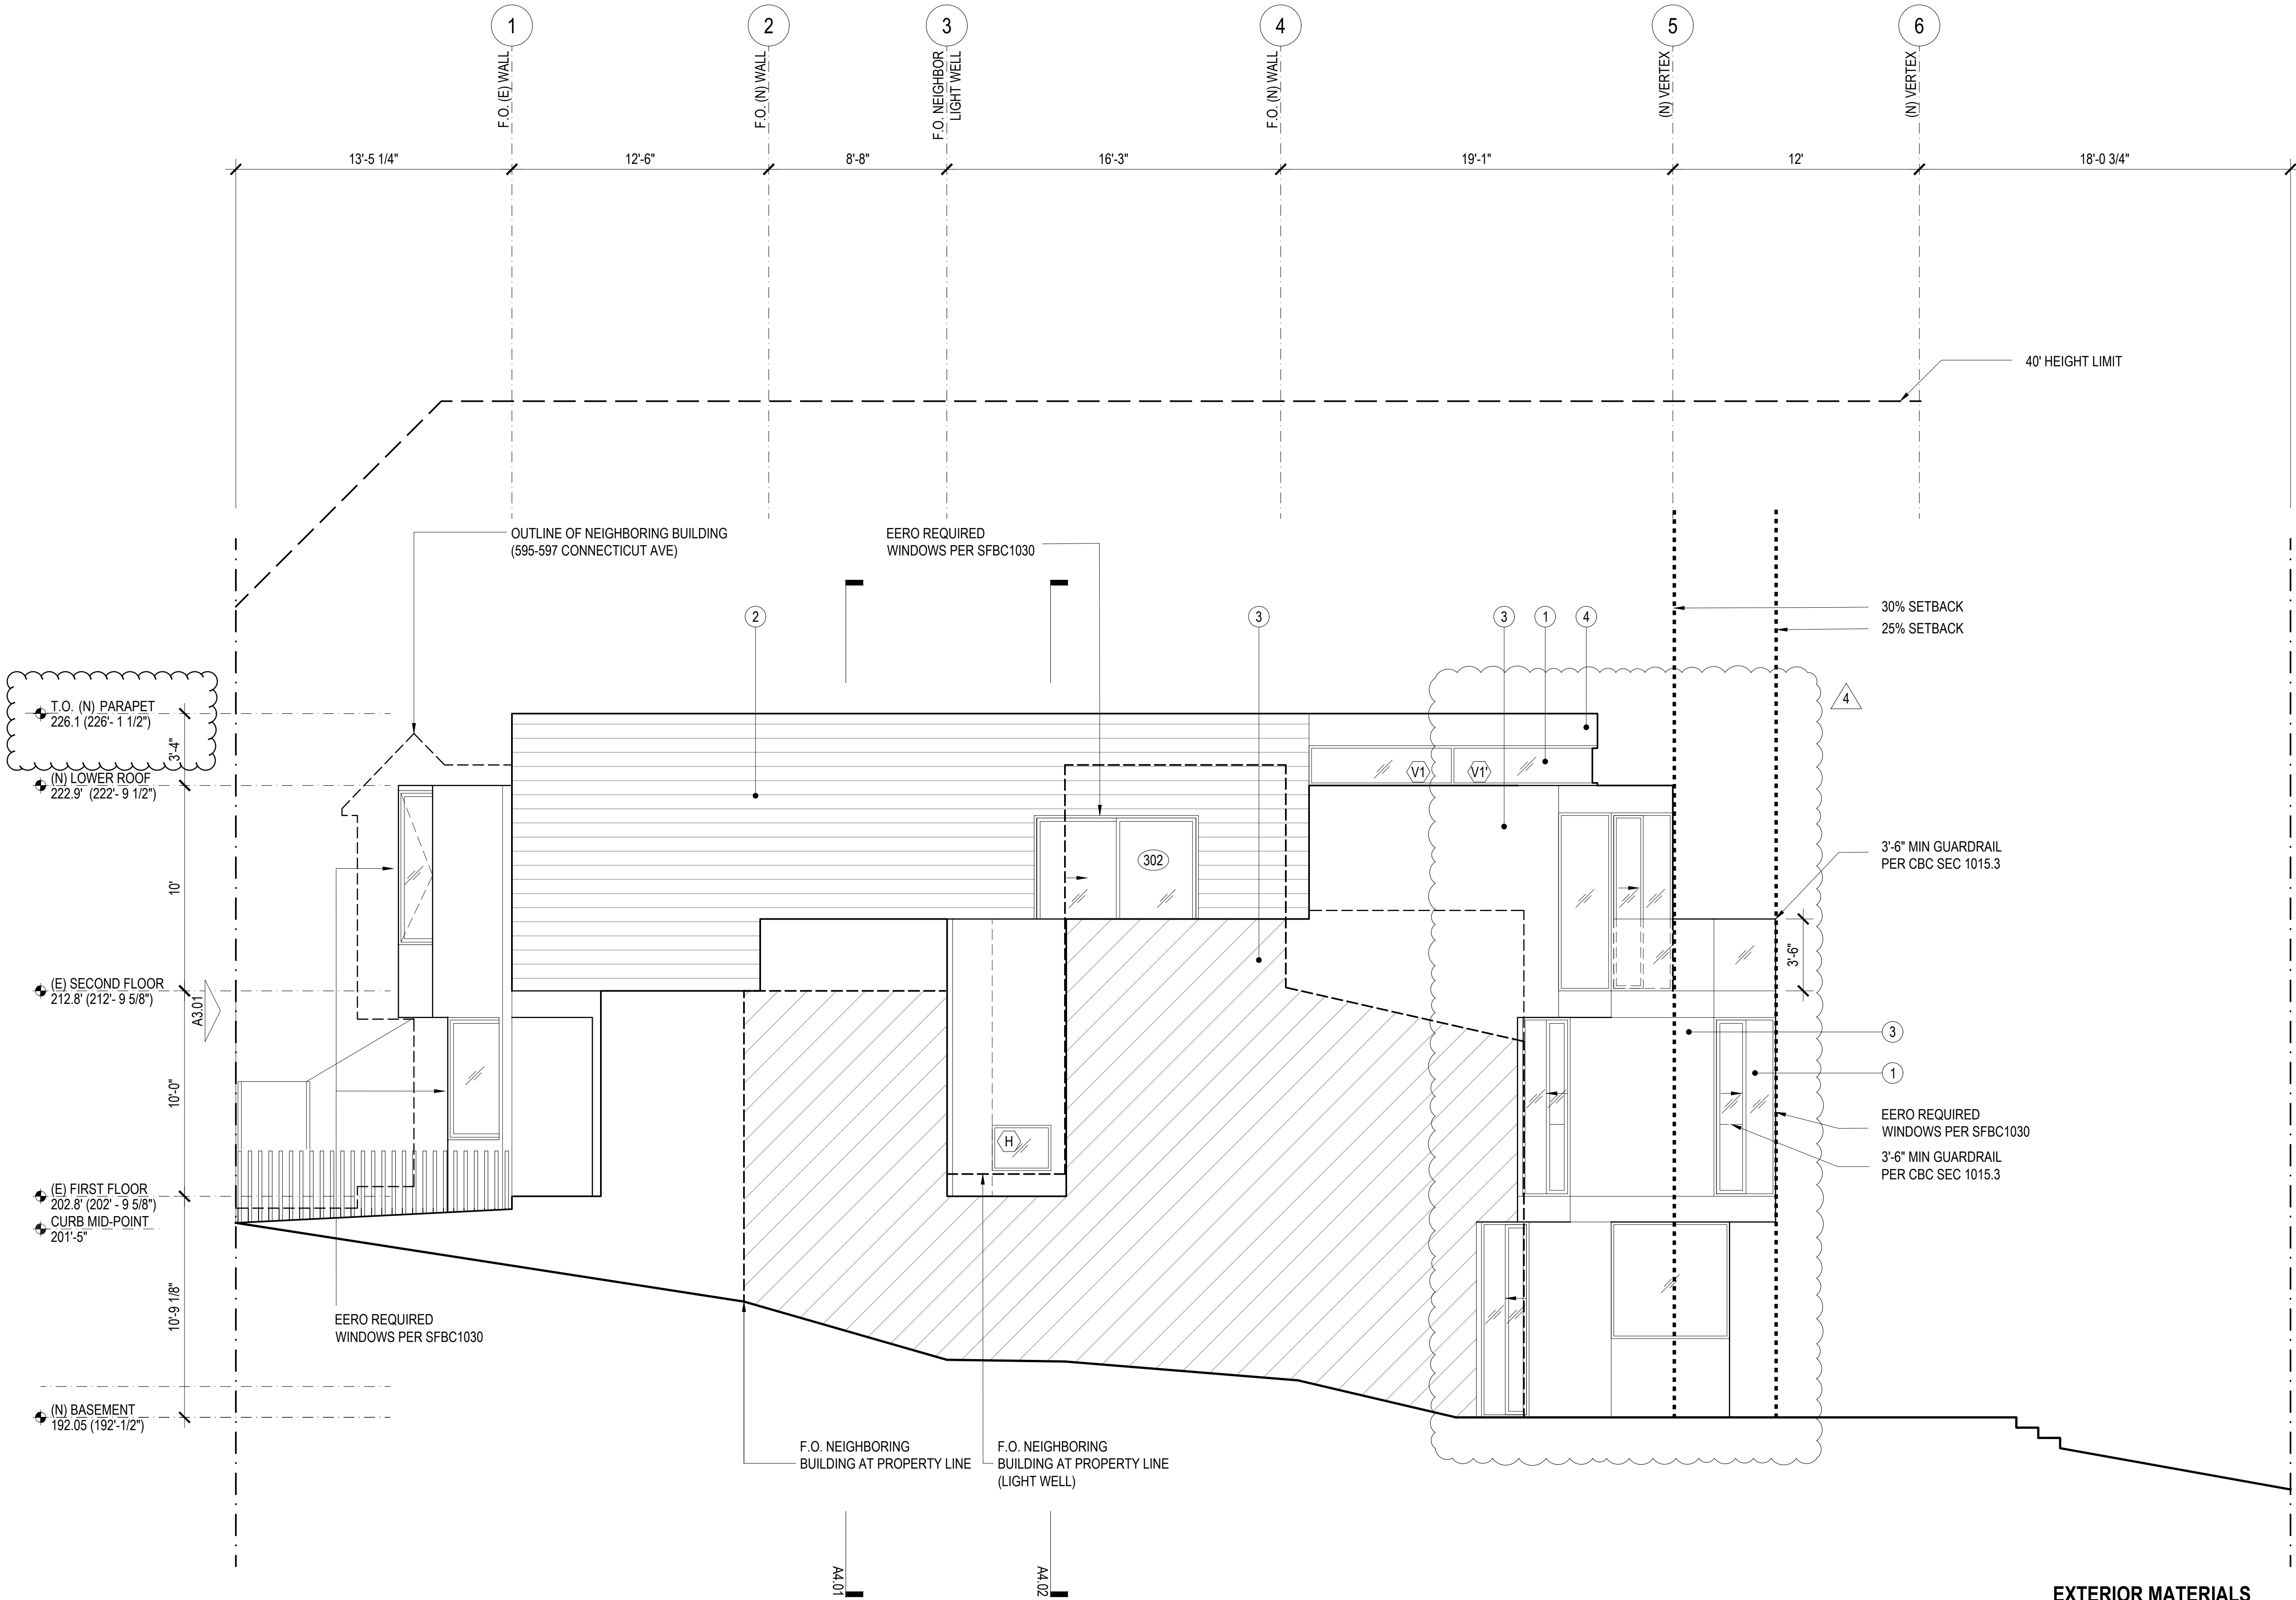 1
2
3
4
5
6
F.O. (E) WALL
F.O. (N) WALL
F.O. NEIGHBOR
LIGHT WELL
F.O. (N) WALL
(N) VERTEX
(N) VERTEX
13'-5 1/4"
12'-6"
8'-8"
16'-3"
19'-1"
12'
18'-0 3/4"
40' HEIGHT LIMIT
OUTLINE OF NEIGHBORING BUILDING
(595-597 CONNECTICUT AVE)
EERO REQUIRED
WINDOWS PER SFBC1030
2
3
3
1
4
30% SETBACK
25% SETBACK
4
T.O. (N) PARAPET
226.1 (226'- 1 1/2")
3'-4"
(N) LOWER ROOF
222.9' (222'- 9 1/2")
V1
V1'
302
3'-6" MIN GUARDRAIL
PER CBC SEC 1015.3
10'
3'-6"
(E) SECOND FLOOR
212.8' (212'- 9 5/8")
A3.01
3
1
10'-0"
EERO REQUIRED
WINDOWS PER SFBC1030
H
3'-6" MIN GUARDRAIL
PER CBC SEC 1015.3
(E) FIRST FLOOR
202.8' (202' - 9 5/8")
CURB MID-POINT
201'-5"
10'-9 1/8"
EERO REQUIRED
WINDOWS PER SFBC1030
(N) BASEMENT
192.05 (192'-1/2")
F.O. NEIGHBORING
BUILDING AT PROPERTY LINE
F.O. NEIGHBORING
BUILDING AT PROPERTY LINE
(LIGHT WELL)
A4.01
A4.02
EXTERIOR MATERIALS